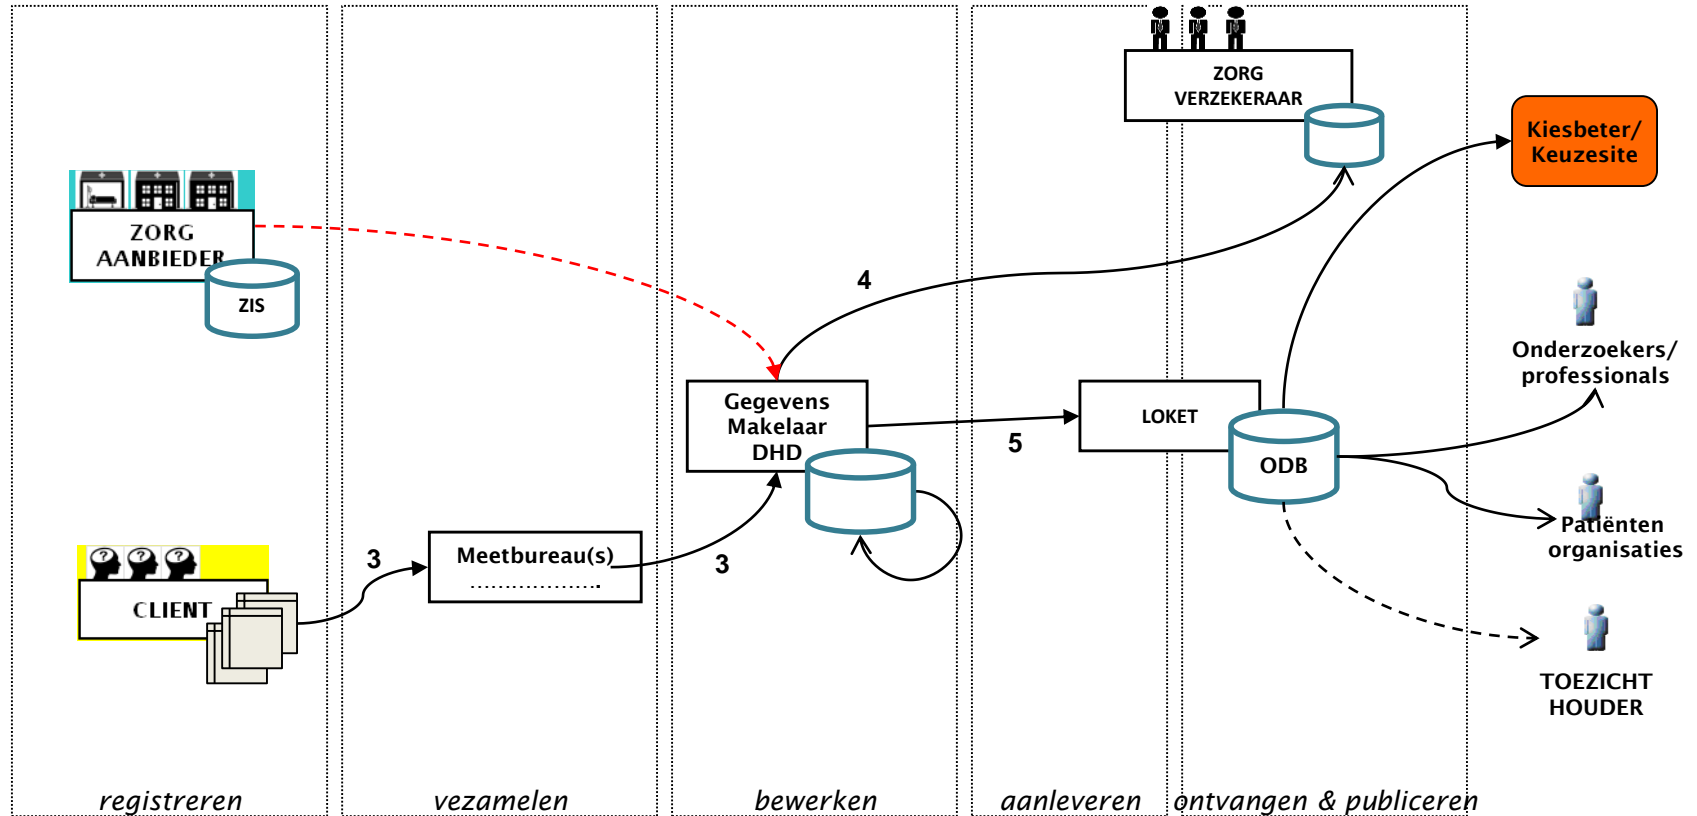 ZORG
VERZEKERAAR
Kiesbeter/
Keuzesite
ZORG
AANBIEDER
ZIS
4
Onderzoekers/
professionals
Gegevens
Makelaar
DHD
5
LOKET
ODB
3
Meetbureau(s)
………………….
3
Patiënten
organisaties
CLIENT
TOEZICHT
HOUDER
registreren
vezamelen
bewerken
aanleveren
ontvangen & publiceren